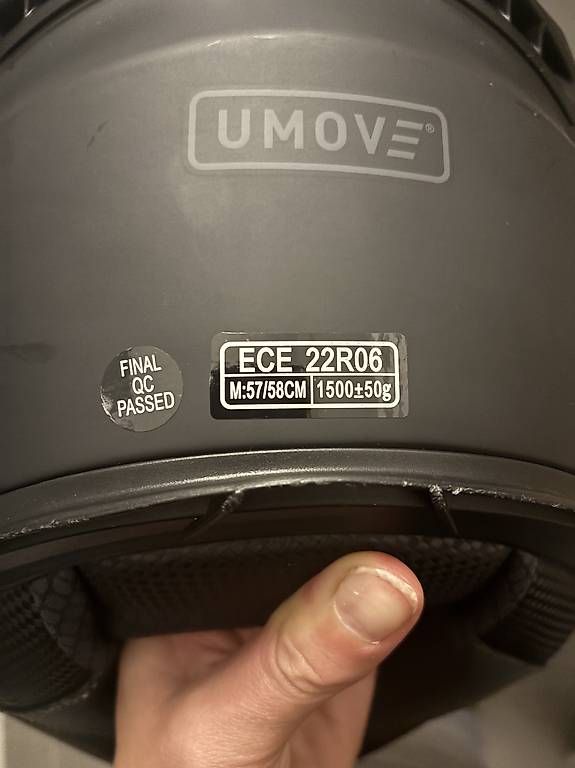 UMOVE®
FINAL
QC
PASSED
ECE 22R06
M:57/58CM 1500±50g